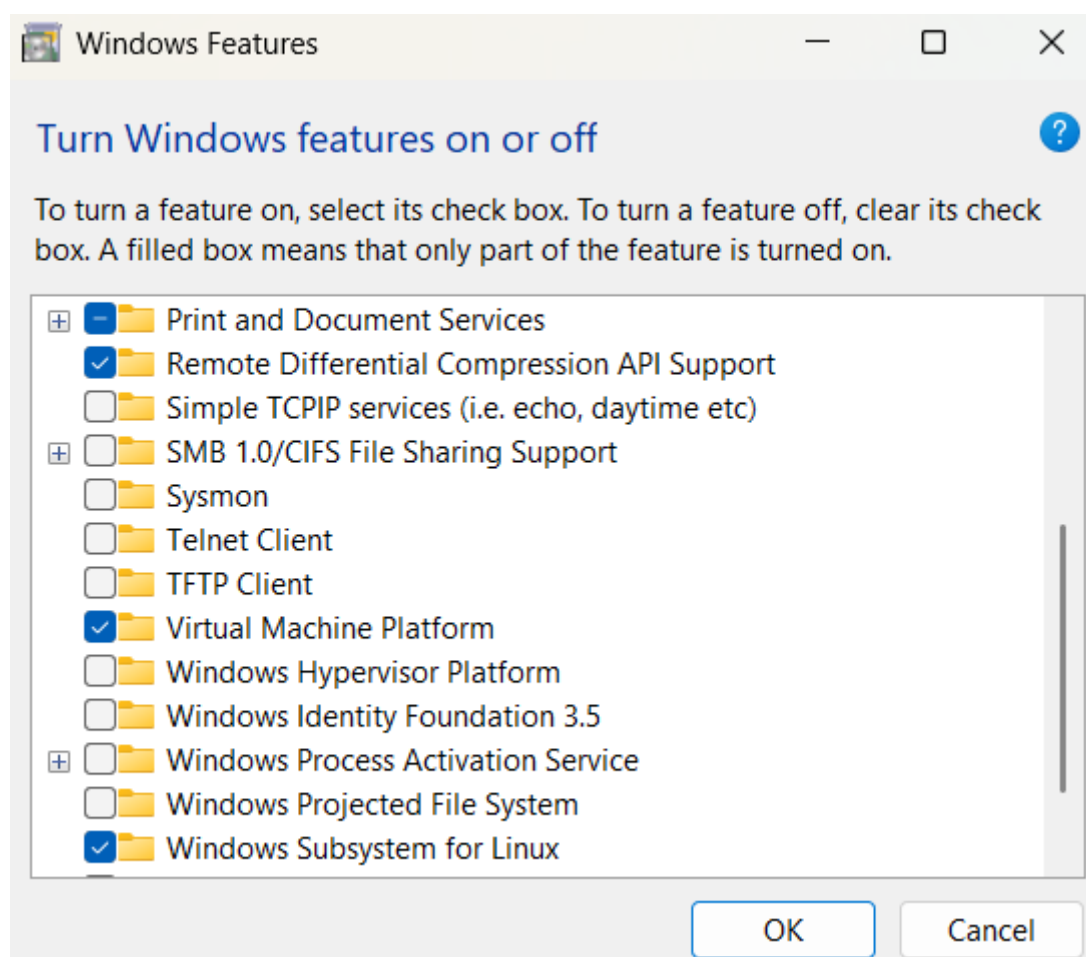 Windows Features
Turn Windows features on or off
?
To turn a feature on, select its check box. To turn a feature off, clear its check
box. A filled box means that only part of the feature is turned on.
Print and Document Services
Remote Differential Compression API Support
Simple TCPIP services (i.e. echo, daytime etc)
SMB 1.0/CIFS File Sharing Support
Sysmon
Telnet Client
TFTP Client
Virtual Machine Platform
Windows Hypervisor Platform
Windows Identity Foundation 3.5
Windows Process Activation Service
Windows Projected File System
Windows Subsystem for Linux
OK Cancel